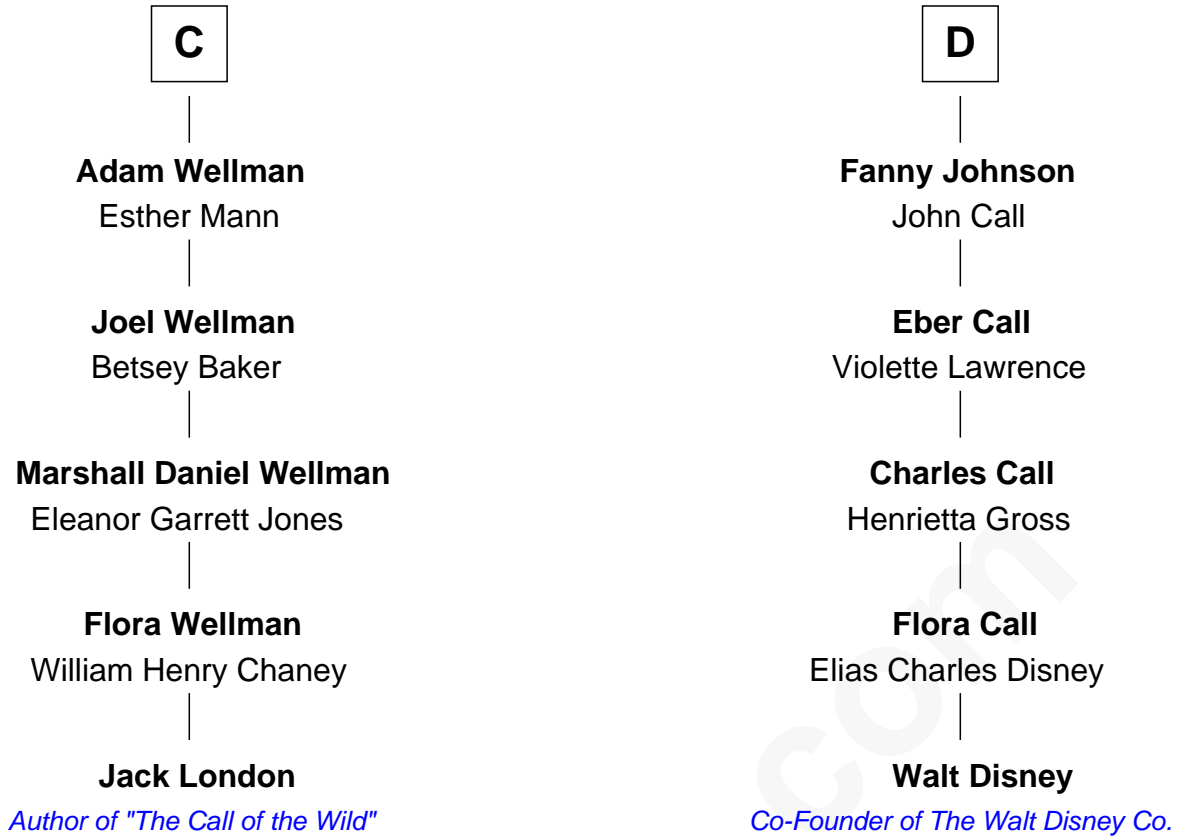 C
D
Adam Wellman
Esther Mann
Fanny Johnson
John Call
Joel Wellman
Betsey Baker
Eber Call
Violette Lawrence
Marshall Daniel Wellman
Eleanor Garrett Jones
Charles Call
Henrietta Gross
Flora Wellman
William Henry Chaney
Flora Call
Elias Charles Disney
Jack London
Author of "The Call of the Wild"
Walt Disney
Co-Founder of The Walt Disney Co.
com